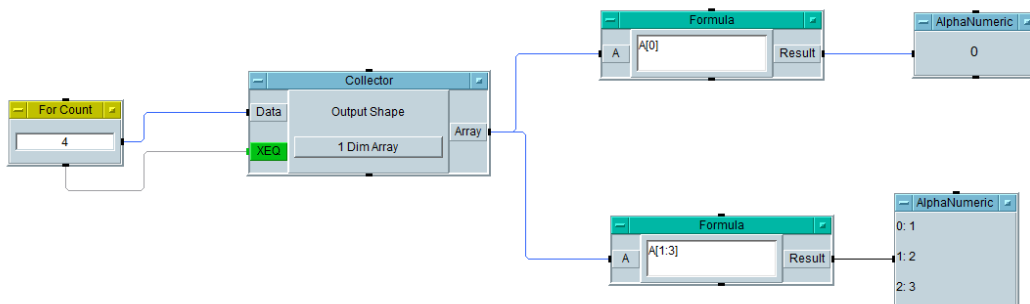 For Count
4
Collector
Data
Output Shape
Array
XEQ
1 Dim Array
Formula
A
A[0]
Result
AlphaNumeric
0
Formula
A
A[1:3]
Result
AlphaNumeric
0: 1
1: 2
2: 3